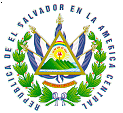 REPUBLICA DE EL SALVADOR EN LA AMERICA CENTRAL